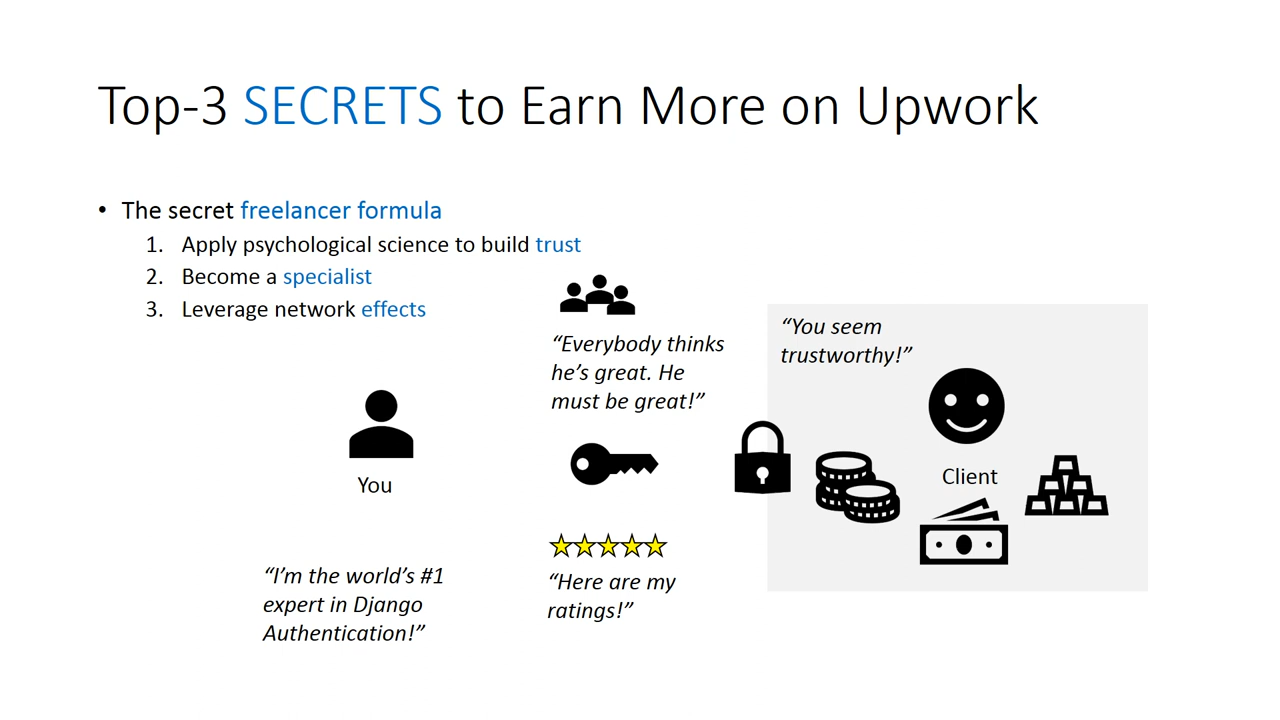 Top-3 SECRETS to Earn More on Upwork
• The secret freelancer formula
1. Apply psychological science to build trust
2. Become a specialist
3. Leverage network effects
“Everybody thinks
he’s great. He
must be great!”
“You seem
trustworthy!”
You
Client
“I’m the world’s #1
expert in Django
Authentication!”
“Here are my
ratings!”